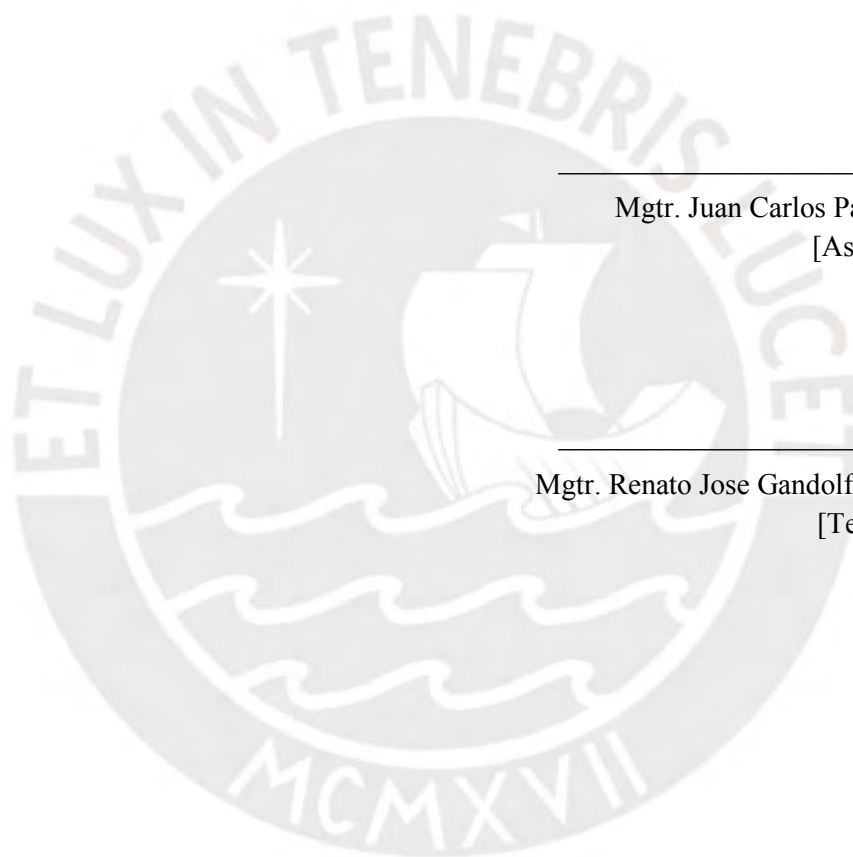 ET LUX IN TENEBRIS LUCET
Mgtr. Juan Carlos Pa
[As
Mgtr. Renato Jose Gandolf
[Te
MCMXVII